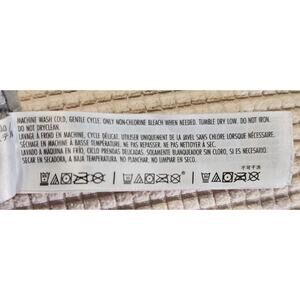 MACHINE WASH COLD, GENTLE CYCLE. ONLY NON-CHLORINE BLEACH WHEN NEEDED. TUMBLE DRY LOW. DO NOT IRON.
DO NOT DRYCLEAN.
LAVAGE À FROID EN MACHINE, CYCLE DÉLICAT. UTILISER UNIQUEMENT DE LA JAVEL SANS CHLORE LORSQUE NÉCESSAIRE.
SÉCHAGE EN MACHINE À BASSE TEMPÉRATURE. NE PAS REPASSER. NE PAS NETTOYER À SEC.
LAVADO A MÁQUINA EN FRÍO, CICLO PRENDAS DELICADAS. SOLAMENTE BLANQUEADOR SIN CLORO, SI ES NECESARIO.
SECAR EN SECADORA, A BAJA TEMPERATURA. NO PLANCHAR. NO LIMPIAR EN SECO.